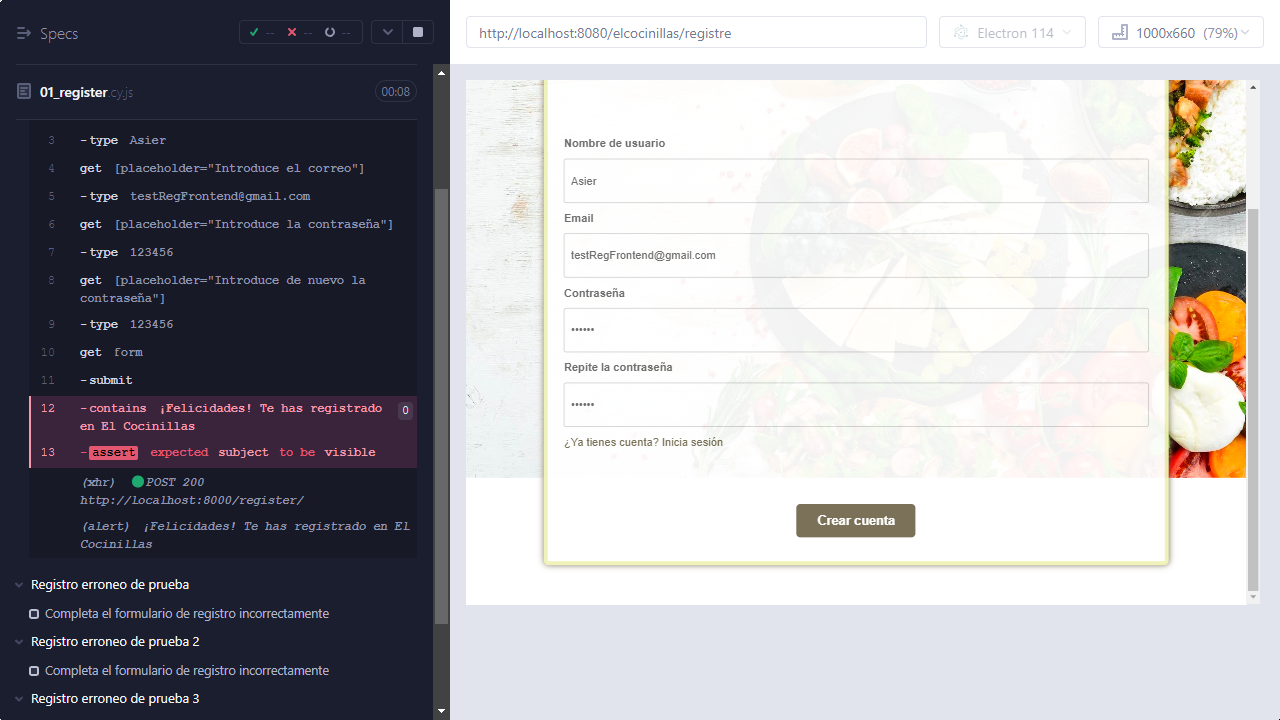 Specs
--
--
--
http://localhost:8080/elcocinillas/registre
Electron 114
1000x660 (79%)
01_register.cy.js
00:08
3 -type Asier
4 get [placeholder="Introduce el correo"]
5 -type testRegFrontend@gmail.com
6 get [placeholder="Introduce la contraseña"]
7 -type 123456
8 get [placeholder="Introduce de nuevo la
contraseña"]
9 -type 123456
10 get form
11 -submit
12 -contains ¡Felicidades! Te has registrado 0
en El Cocinillas
13 -assert expected subject to be visible
(xhr) POST 200
http://localhost:8000/register/
(alert) ¡Felicidades! Te has registrado en El
Cocinillas
Registro erroneo de prueba
Completa el formulario de registro incorrectamente
Registro erroneo de prueba 2
Completa el formulario de registro incorrectamente
Registro erroneo de prueba 3
Nombre de usuario
Asier
Email
testRegFrontend@gmail.com
Contraseña
••••••
Repite la contraseña
••••••
¿Ya tienes cuenta? Inicia sesión
Crear cuenta